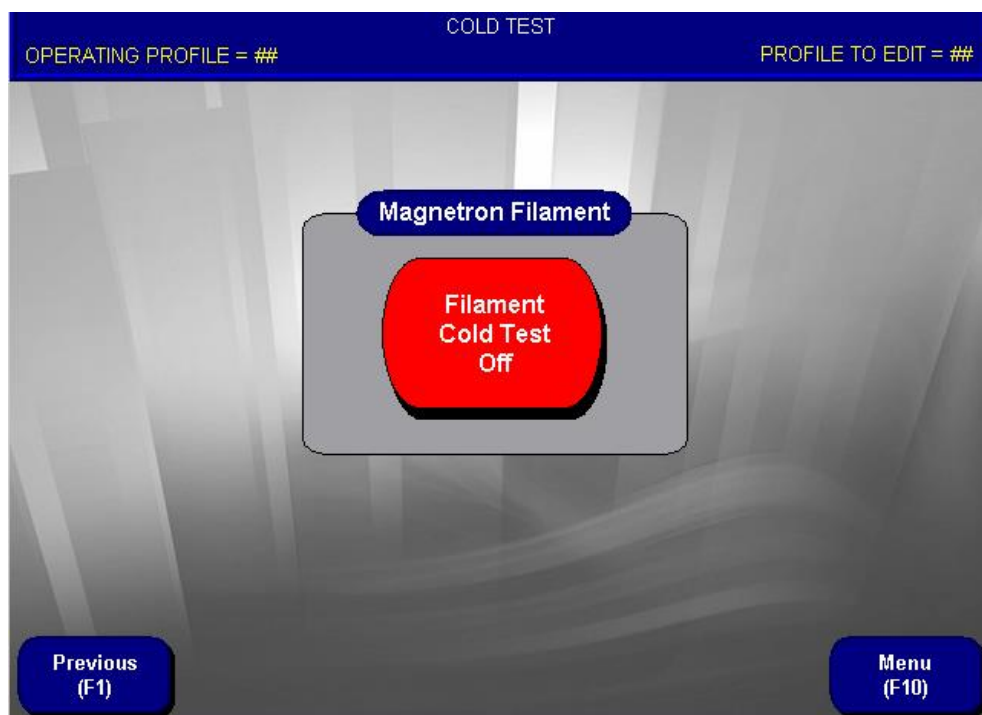 COLD TEST
OPERATING PROFILE = ##
PROFILE TO EDIT = ##
Magnetron Filament
Filament
Cold Test
Off
Previous
(F1)
Menu
(F10)